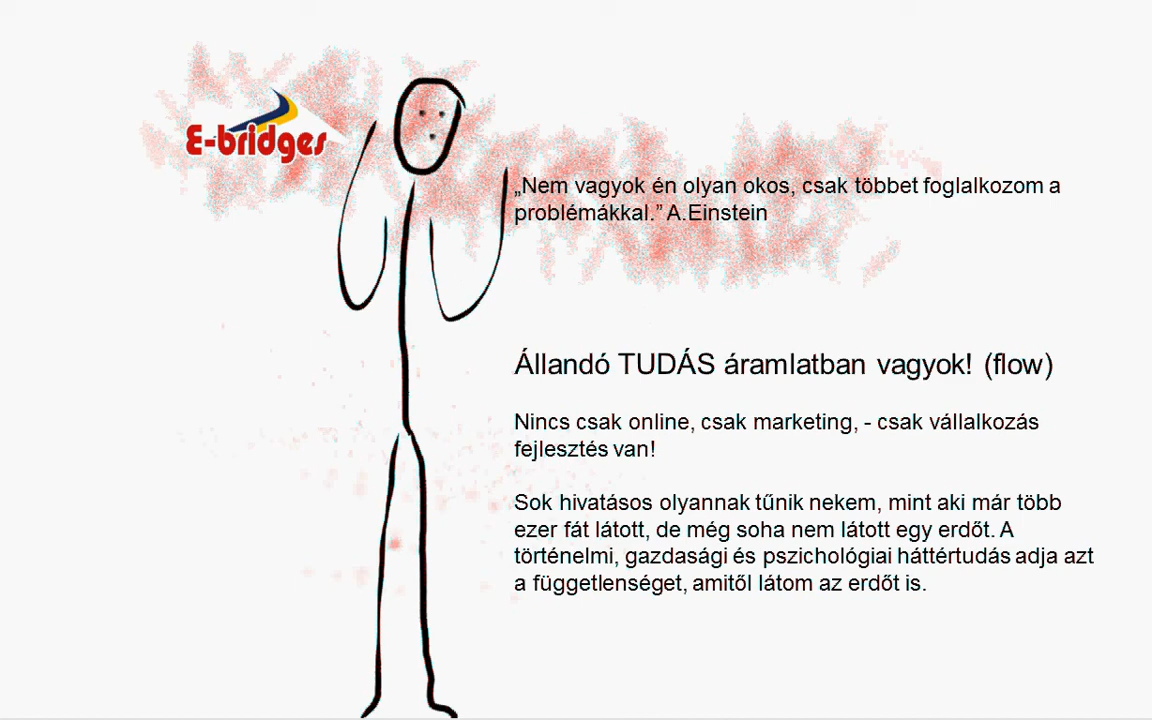 E-bridges
„Nem vagyok én olyan okos, csak többet foglalkozom a
problémákkal.” A.Einstein
Állandó TUDÁS áramlatban vagyok! (flow)
Nincs csak online, csak marketing, - csak vállalkozás
fejlesztés van!
Sok hivatásos olyannak tűnik nekem, mint aki már több
ezer fát látott, de még soha nem látott egy erdőt. A
történelmi, gazdasági és pszichológiai háttértudás adja azt
a függetlenséget, amitől látom az erdőt is.